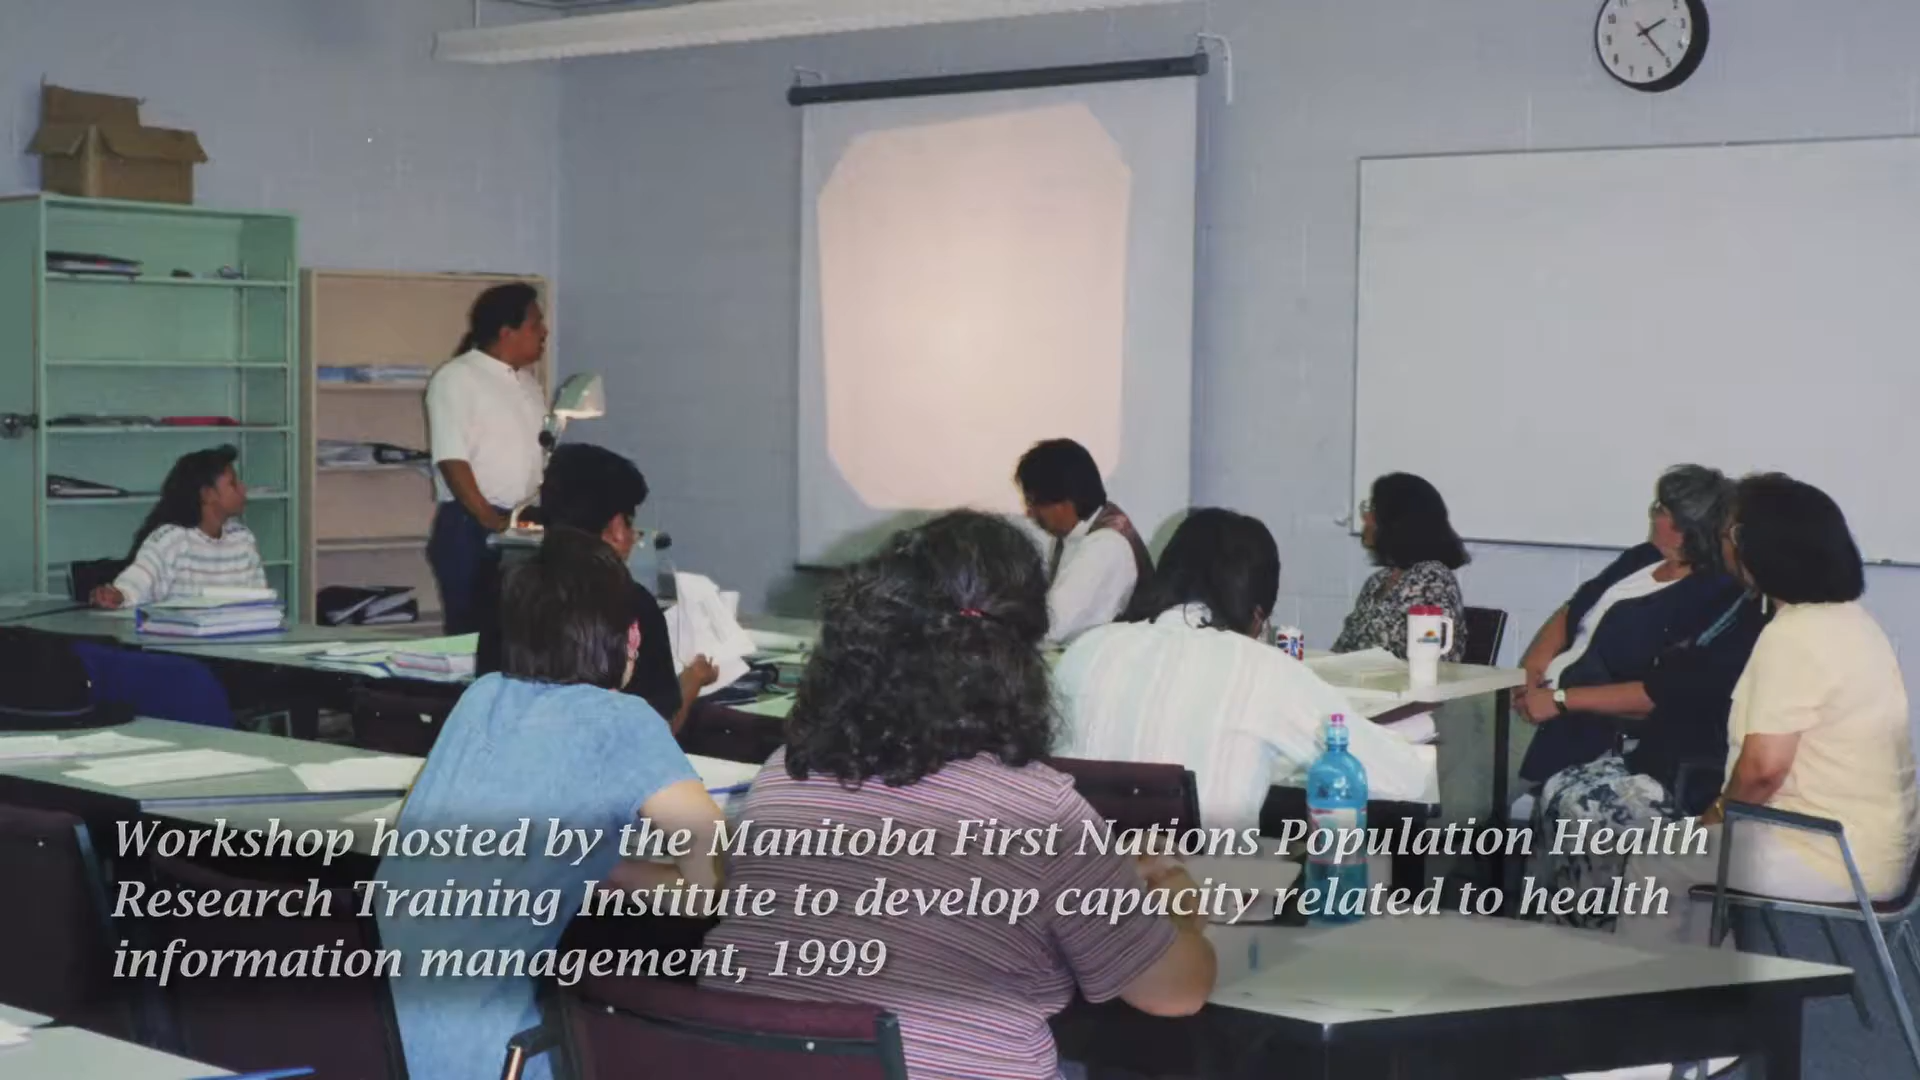 Workshop hosted by the Manitoba First Nations Population Health
Research Training Institute to develop capacity related to health
information management, 1999